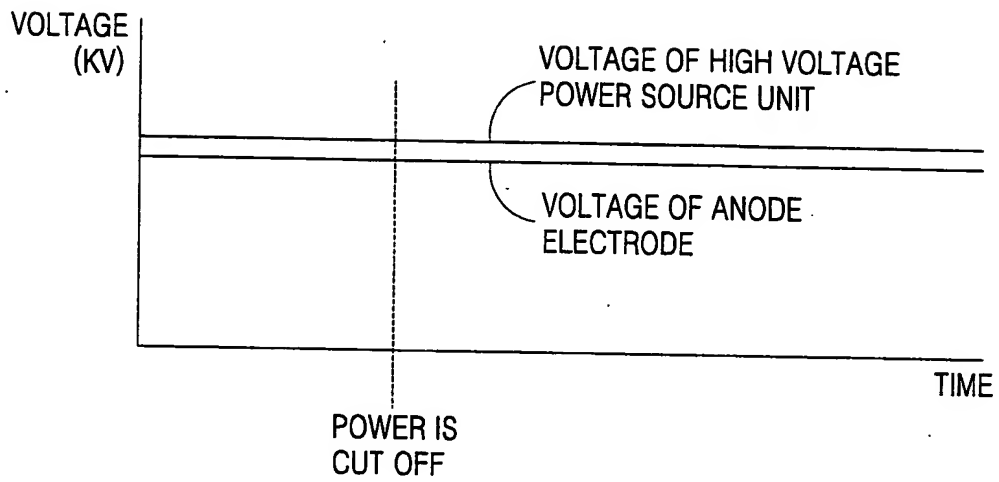 VOLTAGE
(KV)
VOLTAGE OF HIGH VOLTAGE
POWER SOURCE UNIT
VOLTAGE OF ANODE
ELECTRODE
TIME
POWER IS
CUT OFF